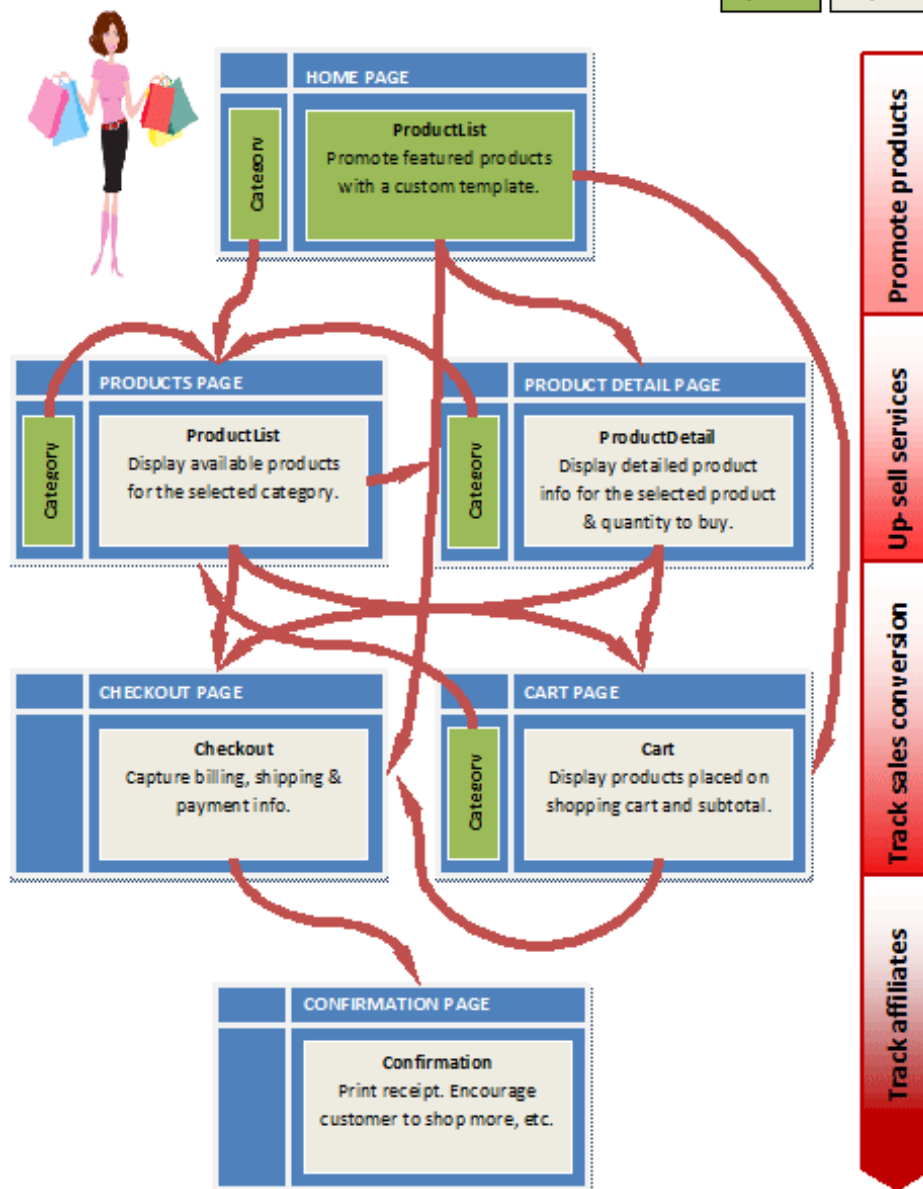 HOME PAGE
Category
ProductList
Promote featured products
with a custom template.
PRODUCTS PAGE
Category
ProductList
Display available products
for the selected category.
PRODUCT DETAIL PAGE
Category
ProductDetail
Display detailed product
info for the selected product
& quantity to buy.
CHECKOUT PAGE
Checkout
Capture billing, shipping &
payment info.
CART PAGE
Category
Cart
Display products placed on
shopping cart and subtotal.
CONFIRMATION PAGE
Confirmation
Print receipt. Encourage
customer to shop more, etc.
Promote products
Up- sell services
Track sales conversion
Track affiliates